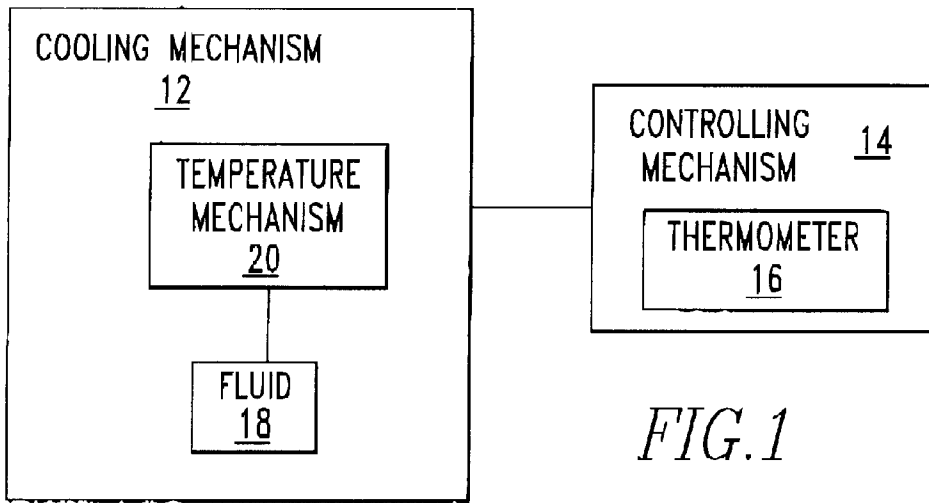 COOLING MECHANISM
12
TEMPERATURE
MECHANISM
20
FLUID
18
CONTROLLING
MECHANISM
14
THERMOMETER
16
FIG.1